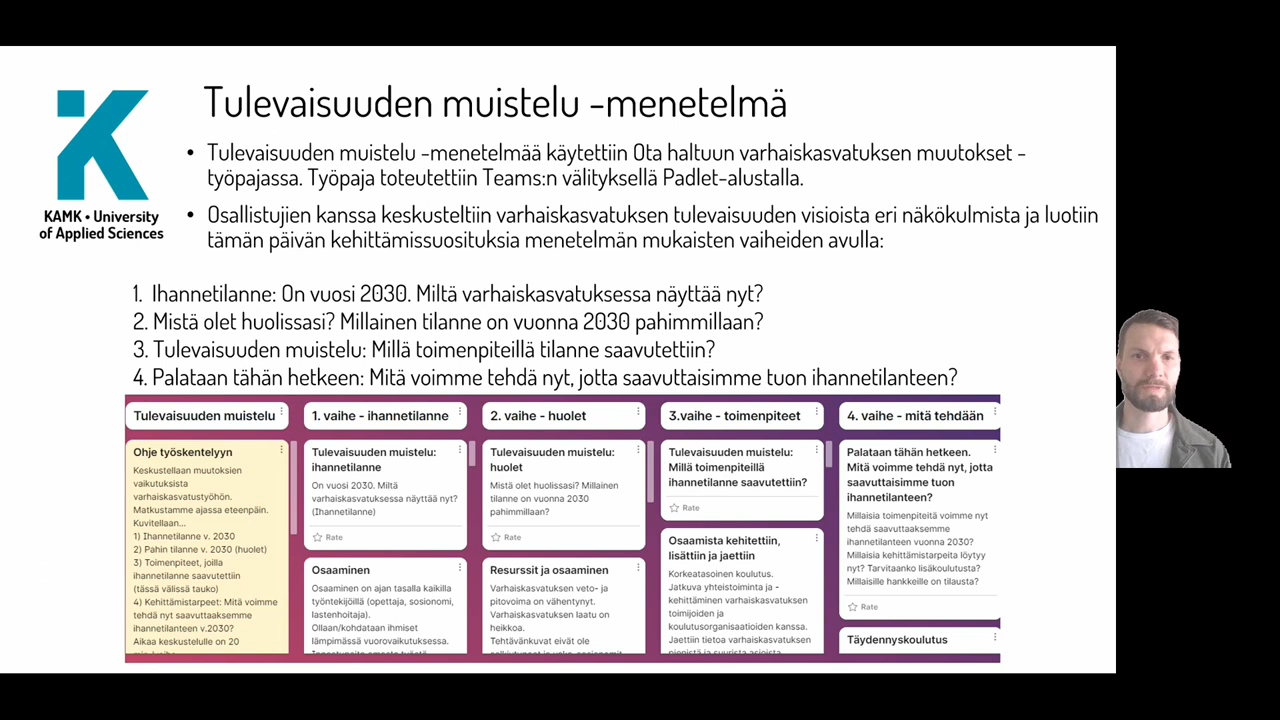 KAMK • University
of Applied Sciences
Tulevaisuuden muistelu -menetelmä
• Tulevaisuuden muistelu -menetelmää käytettiin Ota haltuun varhaiskasvatuksen muutokset -
työpajassa. Työpaja toteutettiin Teams:n välityksellä Padlet-alustalla.
• Osallistujien kanssa keskusteltiin varhaiskasvatuksen tulevaisuuden visioista eri näkökulmista ja luotiin
tämän päivän kehittämissuosituksia menetelmän mukaisten vaiheiden avulla:
1. Ihannetilanne: On vuosi 2030. Miltä varhaiskasvatuksessa näyttää nyt?
2. Mistä olet huolissasi? Millainen tilanne on vuonna 2030 pahimmillaan?
3. Tulevaisuuden muistelu: Millä toimenpiteillä tilanne saavutettiin?
4. Palataan tähän hetkeen: Mitä voimme tehdä nyt, jotta saavuttaisimme tuon ihannetilanteen?
Tulevaisuuden muistelu
Ohje työskentelyyn
Keskustellaan muutoksien
vaikutuksista
varhaiskasvatustyöhön.
Matkustamme ajassa eteenpäin.
Kuvitellaan...
1) Ihannetilanne v. 2030
2) Pahin tilanne v. 2030 (huolet)
3) Toimenpiteet, joilla
ihannetilanne saavutettiin
(tässä välissä tauko)
4) Kehittämistarpeet: Mitä voimme
tehdä nyt saavuttaaksemme
ihannetilanteen v.2030?
Aikaa keskustelulle on 20
1. vaihe - ihannetilanne
Tulevaisuuden muistelu:
ihannetilanne
On vuosi 2030. Miltä
varhaiskasvatuksessa näyttää nyt?
(Ihannetilanne)
Rate
Osaaminen
Osaaminen on ajan tasalla kaikilla
työntekijöillä (opettaja, sosionomi,
lastenhoitaja).
Ollaan/kohdataan ihmiset
lämpimässä vuorovaikutuksessa.
2. vaihe - huolet
Tulevaisuuden muistelu:
huolet
Mistä olet huolissasi? Millainen
tilanne on vuonna 2030
pahimmillaan?
Rate
Resurssit ja osaaminen
Varhaiskasvatuksen veto- ja
pitovoima on vähentynyt.
Varhaiskasvatuksen laatu on
heikkoa.
Tehtävänkuvat eivät ole
3.vaihe - toimenpiteet
Tulevaisuuden muistelu:
Millä toimenpiteillä
ihannetilanne saavutettiin?
Rate
Osaamista kehitettiin,
lisättiin ja jaettiin
Korkeatasoinen koulutus.
Jatkuva yhteistoiminta ja -
kehittäminen varhaiskasvatuksen
toimijoiden ja
koulutusorganisaatioiden kanssa.
Jaettiin tietoa varhaiskasvatuksen
pienistä ja suurista asioista
4. vaihe - mitä tehdään
Palataan tähän hetkeen.
Mitä voimme tehdä nyt, jotta
saavuttaisimme tuon
ihannetilanteen?
Millaisia toimenpiteitä voimme nyt
tehdä saavuttaaksemme
ihannetilanteen vuonna 2030?
Millaisia kehittämistarpeita löytyy
nyt? Tarvitaanko lisäkoulutusta?
Millaisille hankkeille on tilausta?
Rate
Täydennyskoulutus